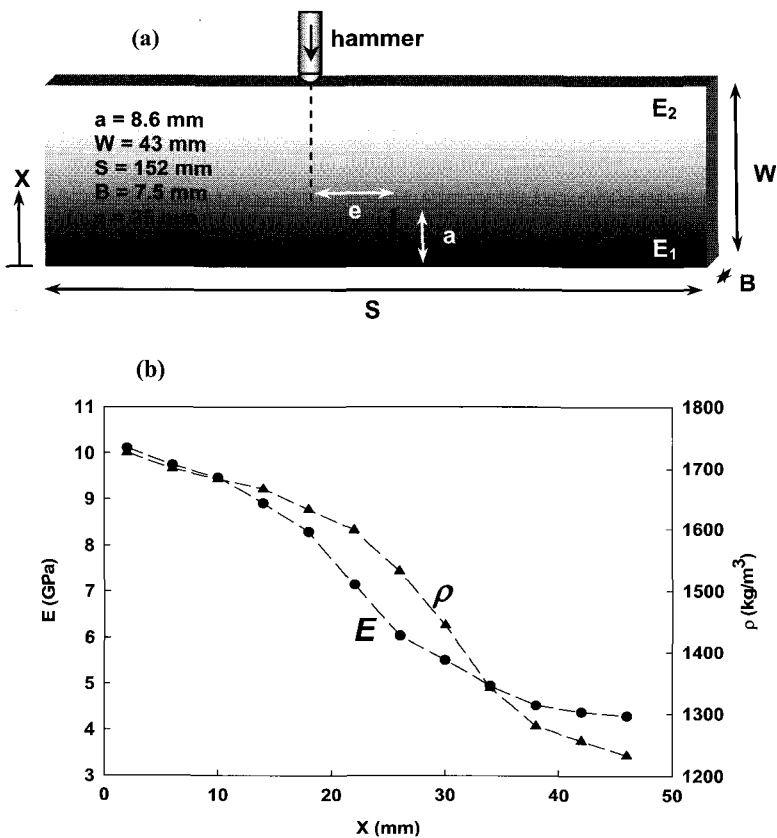 (a)
hammer
E2
a = 8.6 mm
W = 43 mm
S = 152 mm
B = 7.5 mm
X
W
e
a
E1
B
S
(b)
11
10
9
8
7
6
5
4
3
E (GPa)
1800
1700
1600
1500
1400
1300
1200
ρ (kg/m³)
ρ
E
0
10
20
30
40
50
X (mm)